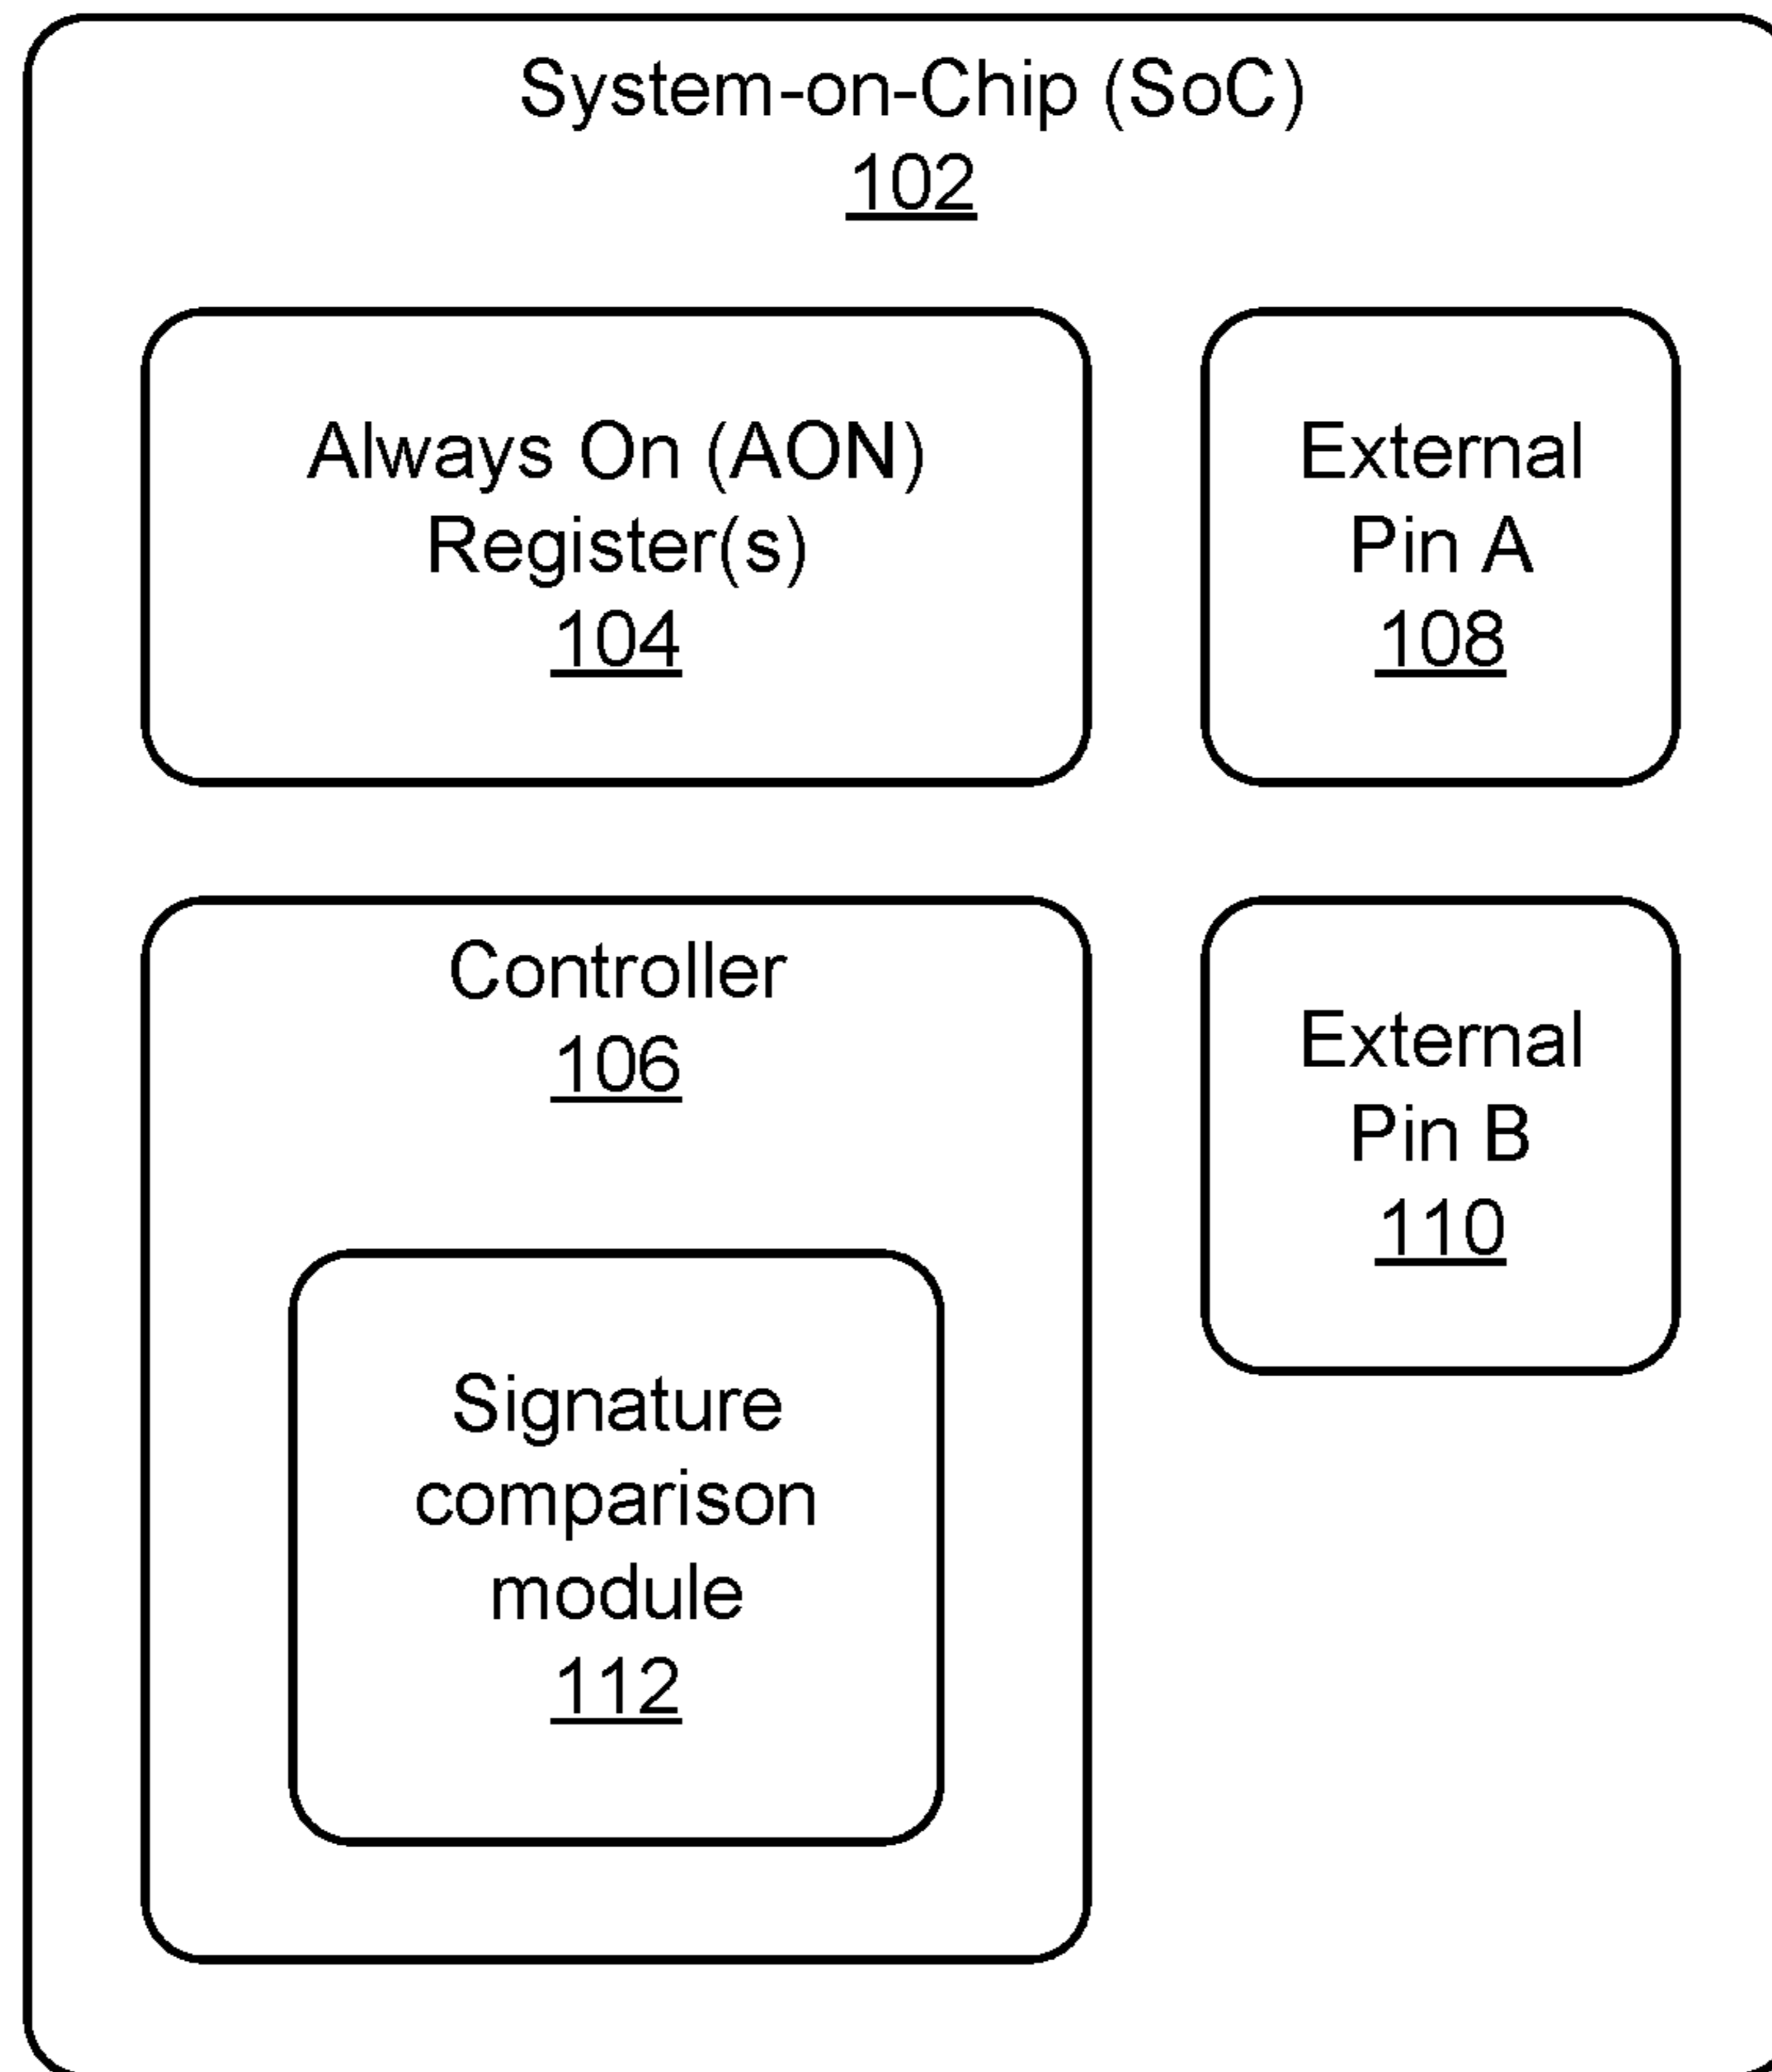 System-on-Chip (SoC)
102
Always On (AON)
Register(s)
104
External
Pin A
108
Controller
106
External
Pin B
110
Signature
comparison
module
112